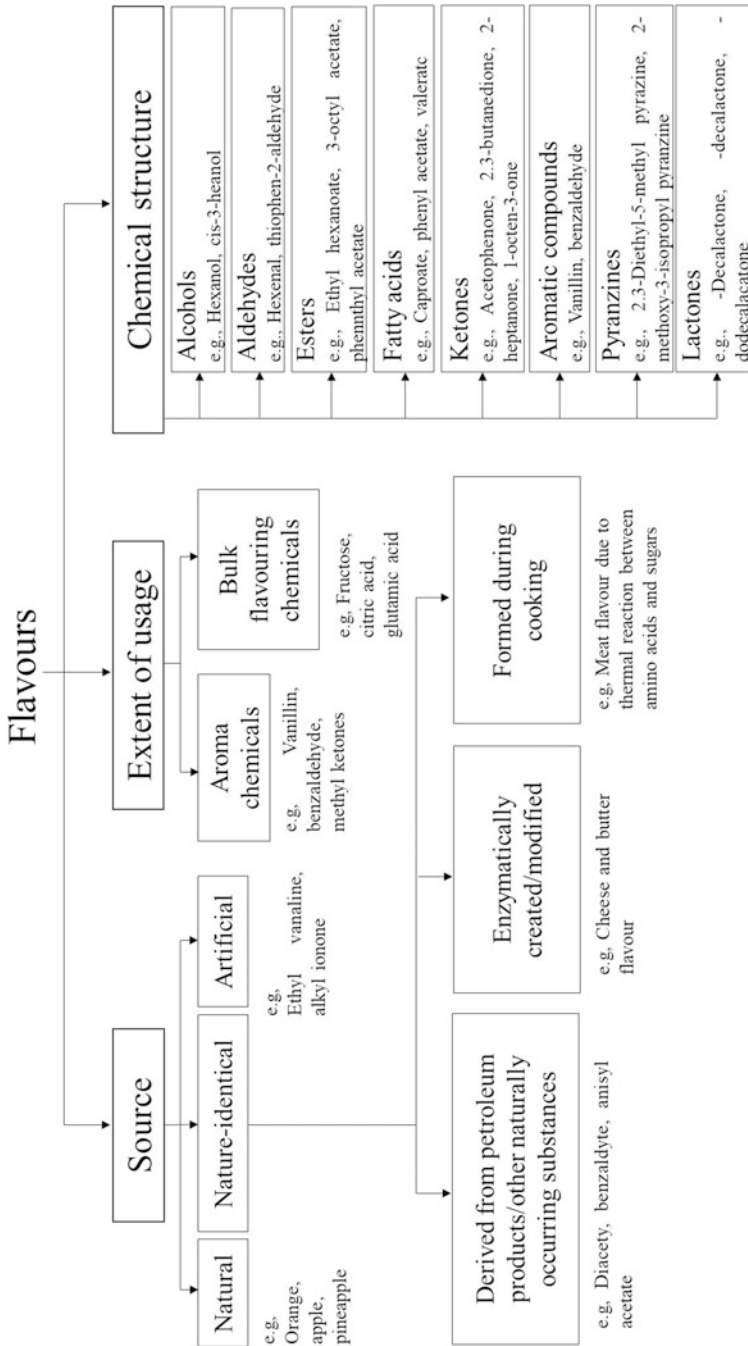 Flavours
Source
Natural
e.g,
Orange,
apple,
pineapple
Nature-identical
Artificial
e.g,
Ethyl vanaline,
alkyl ionone
Derived from petroleum
products/other naturally
occurring substances
e.g, Diacety, benzaldyte, anisyl
acetate
Enzymatically
created/modified
e.g, Cheese and butter
flavour
Formed during
cooking
e.g, Meat flavour due to
thermal reaction between
amino acids and sugars
Extent of usage
Aroma
chemicals
e.g, Vanillin,
benzaldehyde,
methyl ketones
Bulk
flavouring
chemicals
e.g, Fructose,
citric acid,
glutamic acid
Chemical structure
Alcohols
e.g., Hexanol, cis-3-heanol
Aldehydes
e.g., Hexenal, thiophen-2-aldehyde
Esters
e.g., Ethyl hexanoate, 3-octyl acetate,
phennthyl acetate
Fatty acids
e.g., Caproate, phenyl acetate, valerate
Ketones
e.g., Acetophenone, 2.3-butanedione, 2-
heptanone, 1-octen-3-one
Aromatic compounds
e.g., Vanillin, benzaldehyde
Pyranzines
e.g., 2.3-Diethyl-5-methyl pyrazine, 2-
methoxy-3-isopropyl pyranzine
Lactones
e.g., -Decalactone, -decalactone, -
dodecalacatone